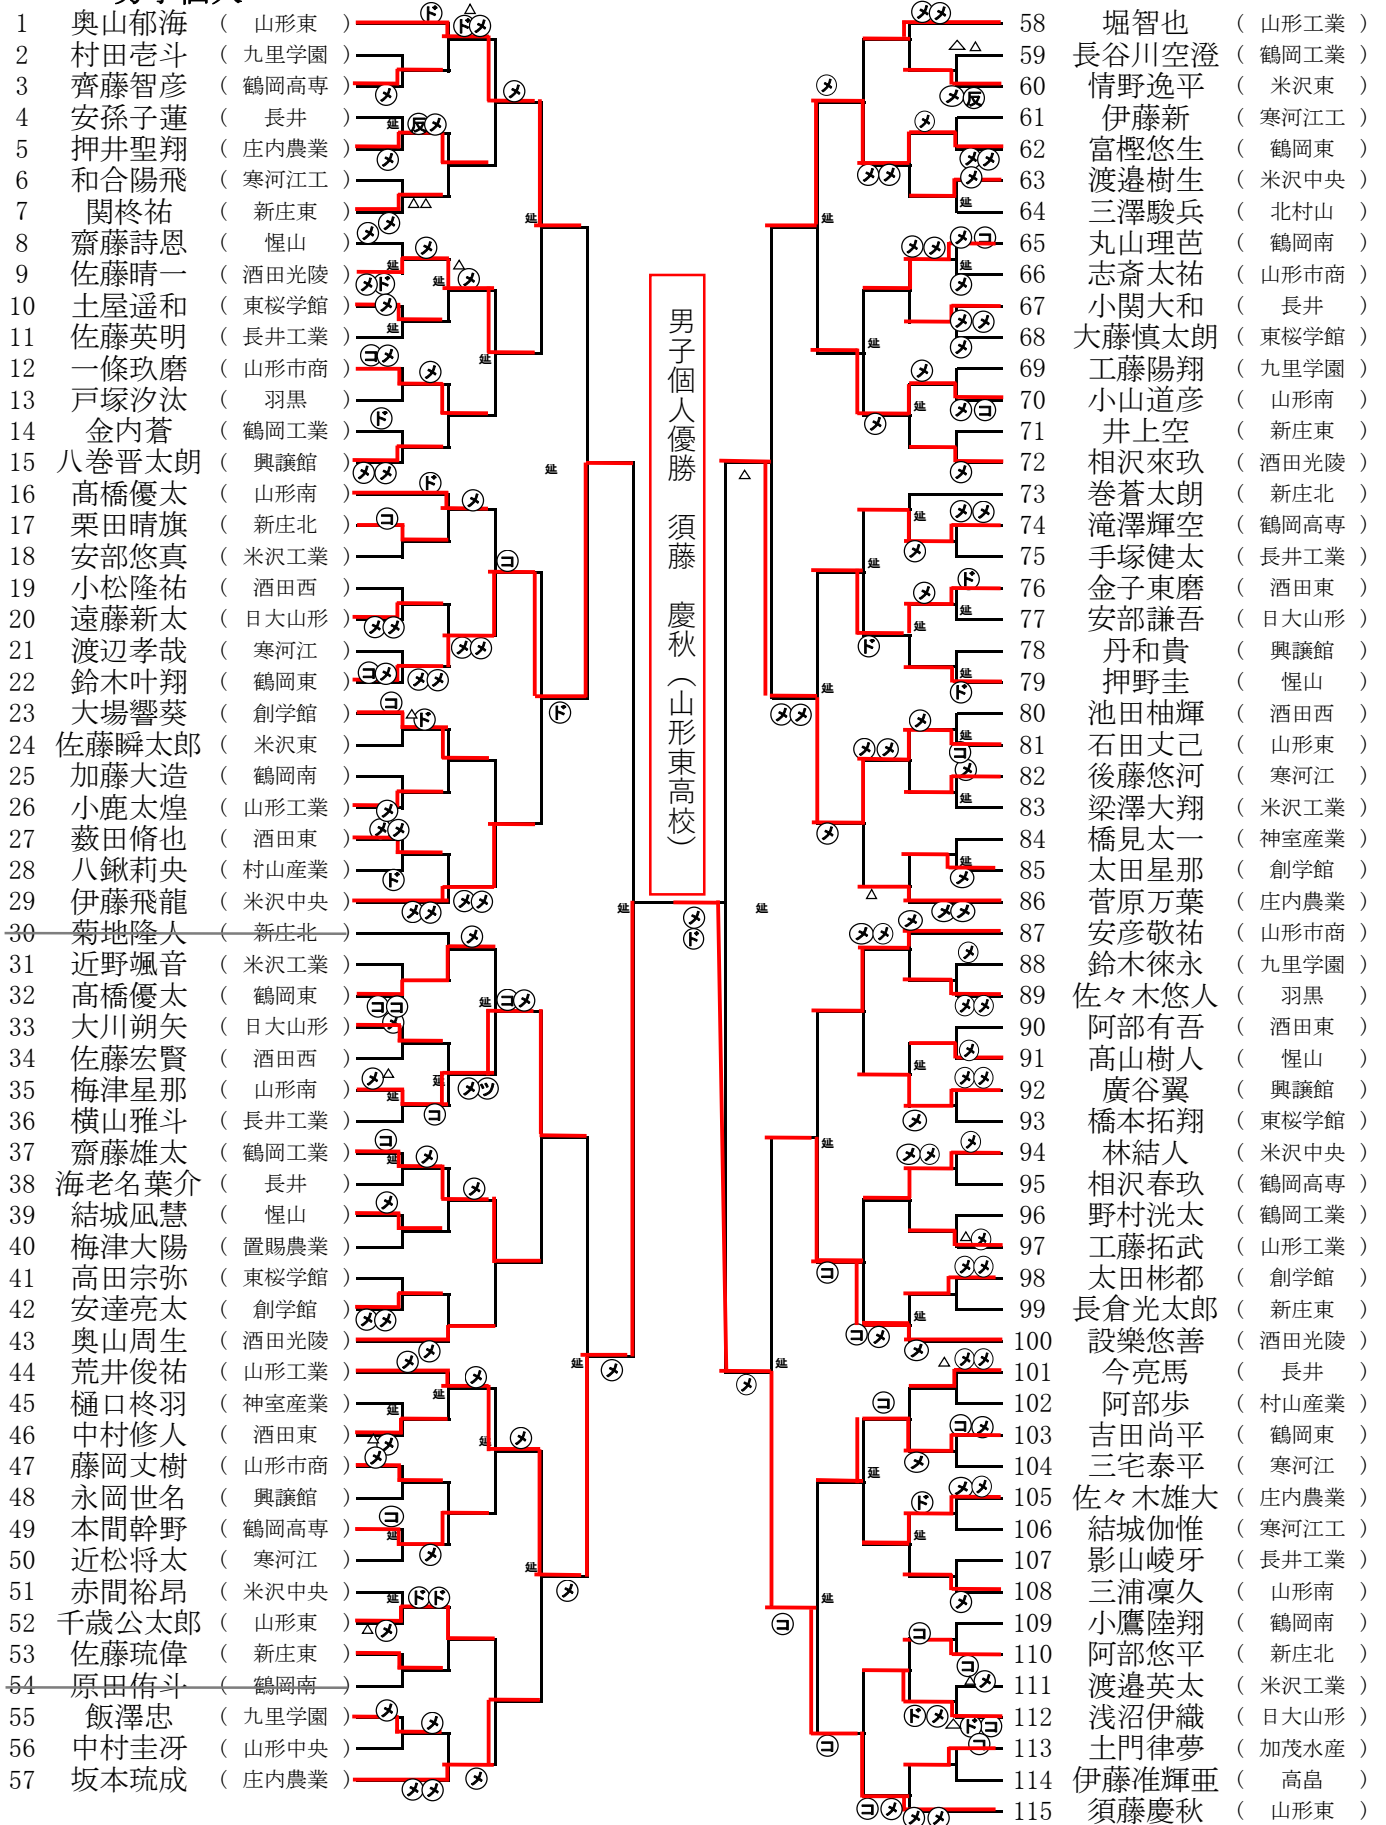 1 奥山郁海 ( 山形東 )
2 村田壱斗 ( 九里学園 )
3 齊藤智彦 ( 鶴岡高専 )
4 安孫子蓮 ( 長井 )
5 押井聖翔 ( 庄内農業 )
6 和合陽飛 ( 寒河江工 )
7 関柊祐 ( 新庄東 )
8 齋藤詩恩 ( 惺山 )
9 佐藤晴一 ( 酒田光陵 )
10 土屋遥和 ( 東桜学館 )
11 佐藤英明 ( 長井工業 )
12 一條玖磨 ( 山形市商 )
13 戸塚汐汰 ( 羽黒 )
14 金内蒼 ( 鶴岡工業 )
15 八巻晋太朗 ( 興譲館 )
16 髙橋優太 ( 山形南 )
17 栗田晴旗 ( 新庄北 )
18 安部悠真 ( 米沢工業 )
19 小松隆祐 ( 酒田西 )
20 遠藤新太 ( 日大山形 )
21 渡辺孝哉 ( 寒河江 )
22 鈴木叶翔 ( 鶴岡東 )
23 大場響葵 ( 創学館 )
24 佐藤瞬太郎 ( 米沢東 )
25 加藤大造 ( 鶴岡南 )
26 小鹿太煌 ( 山形工業 )
27 薮田脩也 ( 酒田東 )
28 八鍬莉央 ( 村山産業 )
29 伊藤飛龍 ( 米沢中央 )
30 菊地隆人 ( 新庄北 )
31 近野颯音 ( 米沢工業 )
32 髙橋優太 ( 鶴岡東 )
33 大川朔矢 ( 日大山形 )
34 佐藤宏賢 ( 酒田西 )
35 梅津星那 ( 山形南 )
36 横山雅斗 ( 長井工業 )
37 齋藤雄太 ( 鶴岡工業 )
38 海老名葉介 ( 長井 )
39 結城凪慧 ( 惺山 )
40 梅津大陽 ( 置賜農業 )
41 高田宗弥 ( 東桜学館 )
42 安達亮太 ( 創学館 )
43 奥山周生 ( 酒田光陵 )
44 荒井俊祐 ( 山形工業 )
45 樋口柊羽 ( 神室産業 )
46 中村修人 ( 酒田東 )
47 藤岡丈樹 ( 山形市商 )
48 永岡世名 ( 興譲館 )
49 本間幹野 ( 鶴岡高専 )
50 近松将太 ( 寒河江 )
51 赤間裕昂 ( 米沢中央 )
52 千歳公太郎 ( 山形東 )
53 佐藤琉偉 ( 新庄東 )
54 原田侑斗 ( 鶴岡南 )
55 飯澤忠 ( 九里学園 )
56 中村圭冴 ( 山形中央 )
57 坂本琉成 ( 庄内農業 )
男子個人優勝 須藤 慶秋（山形東高校）
58 堀智也 ( 山形工業 )
59 長谷川空澄 ( 鶴岡工業 )
60 情野逸平 ( 米沢東 )
61 伊藤新 ( 寒河江工 )
62 富樫悠生 ( 鶴岡東 )
63 渡邉樹生 ( 米沢中央 )
64 三澤駿兵 ( 北村山 )
65 丸山理芭 ( 鶴岡南 )
66 志斎太祐 ( 山形市商 )
67 小関大和 ( 長井 )
68 大藤慎太朗 ( 東桜学館 )
69 工藤陽翔 ( 九里学園 )
70 小山道彦 ( 山形南 )
71 井上空 ( 新庄東 )
72 相沢來玖 ( 酒田光陵 )
73 巻蒼太朗 ( 新庄北 )
74 滝澤輝空 ( 鶴岡高専 )
75 手塚健太 ( 長井工業 )
76 金子東磨 ( 酒田東 )
77 安部謙吾 ( 日大山形 )
78 丹和貴 ( 興譲館 )
79 押野圭 ( 惺山 )
80 池田柚輝 ( 酒田西 )
81 石田丈己 ( 山形東 )
82 後藤悠河 ( 寒河江 )
83 梁澤大翔 ( 米沢工業 )
84 橋見太一 ( 神室産業 )
85 太田星那 ( 創学館 )
86 菅原万葉 ( 庄内農業 )
87 安彦敬祐 ( 山形市商 )
88 鈴木徠永 ( 九里学園 )
89 佐々木悠人 ( 羽黒 )
90 阿部有吾 ( 酒田東 )
91 髙山樹人 ( 惺山 )
92 廣谷翼 ( 興譲館 )
93 橋本拓翔 ( 東桜学館 )
94 林結人 ( 米沢中央 )
95 相沢春玖 ( 鶴岡高専 )
96 野村洸太 ( 鶴岡工業 )
97 工藤拓武 ( 山形工業 )
98 太田彬都 ( 創学館 )
99 長倉光太郎 ( 新庄東 )
100 設樂悠善 ( 酒田光陵 )
101 今亮馬 ( 長井 )
102 阿部歩 ( 村山産業 )
103 吉田尚平 ( 鶴岡東 )
104 三宅泰平 ( 寒河江 )
105 佐々木雄大 ( 庄内農業 )
106 結城伽惟 ( 寒河江工 )
107 影山崚牙 ( 長井工業 )
108 三浦凜久 ( 山形南 )
109 小鷹陸翔 ( 鶴岡南 )
110 阿部悠平 ( 新庄北 )
111 渡邉英太 ( 米沢工業 )
112 浅沼伊織 ( 日大山形 )
113 土門律夢 ( 加茂水産 )
114 伊藤准輝亜 ( 高畠 )
115 須藤慶秋 ( 山形東 )